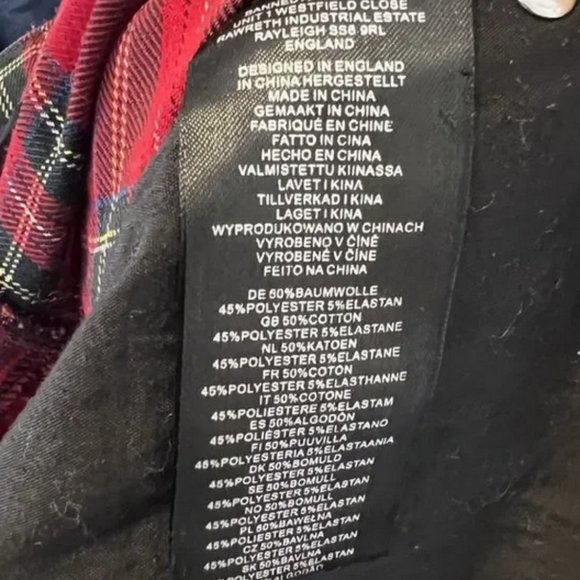 BANNED
UNIT 1 WESTFIELD CLOSE
RAWRETH INDUSTRIAL ESTATE
RAYLEIGH SS6 9RL
ENGLAND
DESIGNED IN ENGLAND
IN CHINA HERGESTELLT
MADE IN CHINA
GEMAAKT IN CHINA
FABRIQUÉ EN CHINE
FATTO IN CINA
HECHO EN CHINA
VALMISTETTU KIINASSA
LAVET I KINA
TILLVERKAD I KINA
LAGET I KINA
WYPRODUKOWANO W CHINACH
VYROBENO V ČÍNĚ
VYROBENÉ V ČÍNE
FEITO NA CHINA
DE 50%BAUMWOLLE
45%POLYESTER 5%ELASTAN
GB 50%COTTON
45%POLYESTER 5%ELASTANE
NL 50%KATOEN
45%POLYESTER 5%ELASTANE
FR 50%COTON
45%POLYESTER 5%ELASTHANNE
IT 50%COTONE
45%POLIESTERE 5%ELASTAM
ES 50%ALGODÓN
45%POLIÉSTER 5%ELASTANO
FI 50%PUUVILLA
45%POLYESTERIA 5%ELASTAANIA
DK 50%BOMULD
45%POLYESTER 5%ELASTAN
SE 50%BOMULL
45%POLYESTER 5%ELASTAN
NO 50%BOMULL
45%POLYESTER 5%ELASTAN
PL 50%BAWEŁNA
45%POLYESTER 5%ELASTAN
CZ 50%BAVLNA
45%POLYESTER 5%ELASTAN
SK 50%BAVLNA
45%POLYESTER 5%ELASTAN
ALGODÃO